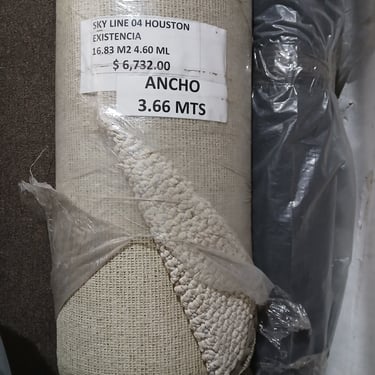 SKY LINE 04 HOUSTON
EXISTENCIA
16.83 M2 4.60 ML
$ 6,732.00
ANCHO
3.66 MTS